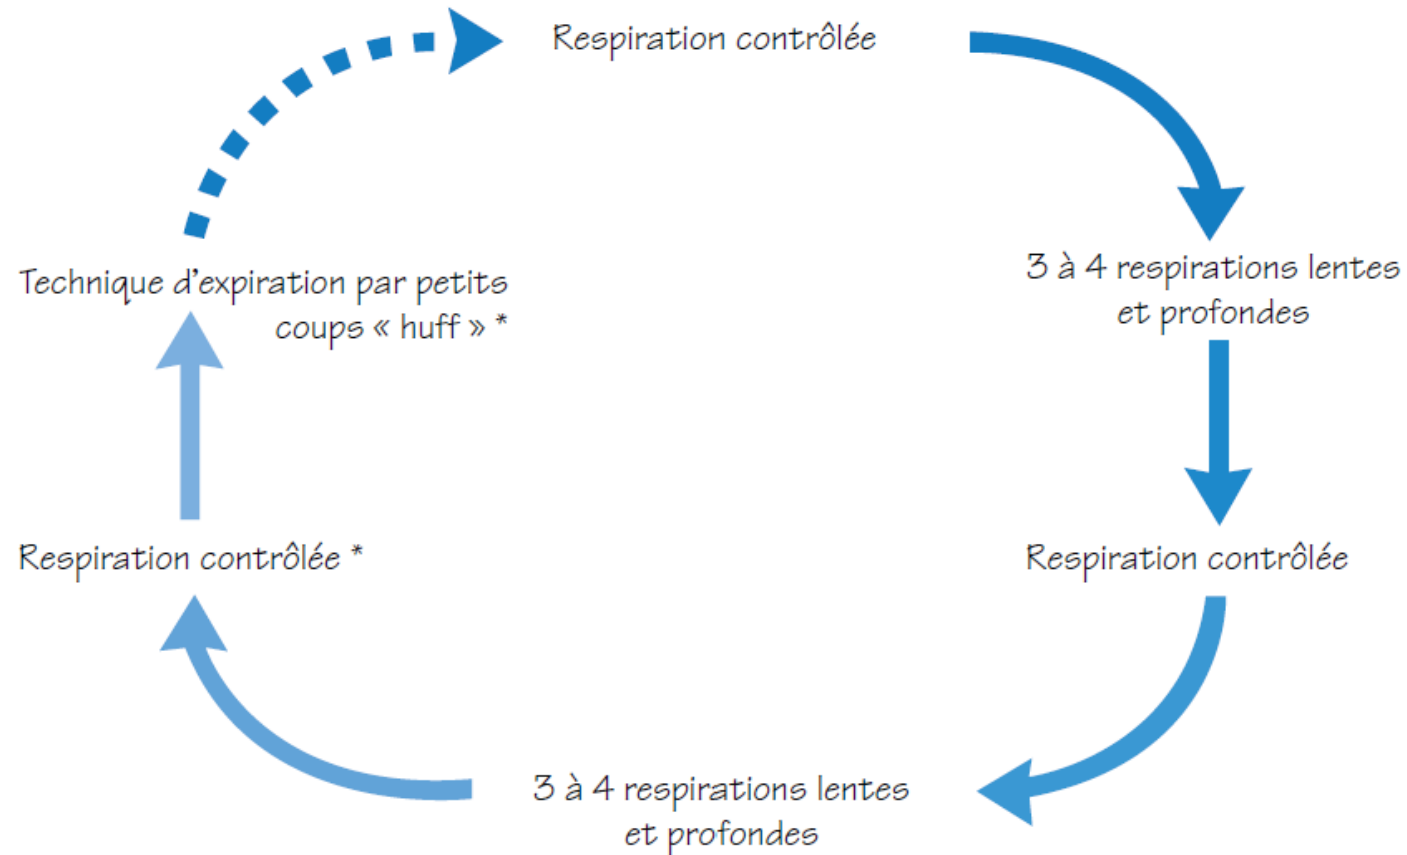 Respiration contrôlée
3 à 4 respirations lentes
et profondes
Respiration contrôlée
3 à 4 respirations lentes
et profondes
Respiration contrôlée *
Technique d'expiration par petits
coups « huff » *